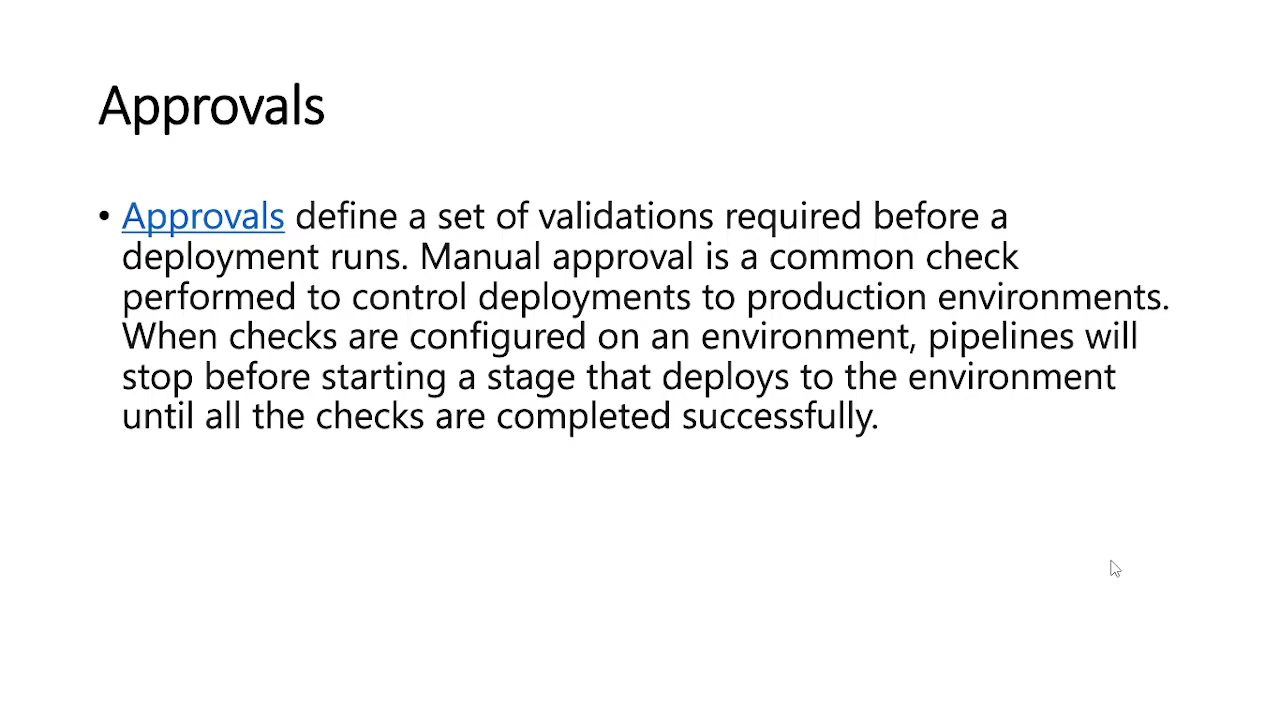 Approvals
• Approvals define a set of validations required before a
deployment runs. Manual approval is a common check
performed to control deployments to production environments.
When checks are configured on an environment, pipelines will
stop before starting a stage that deploys to the environment
until all the checks are completed successfully.